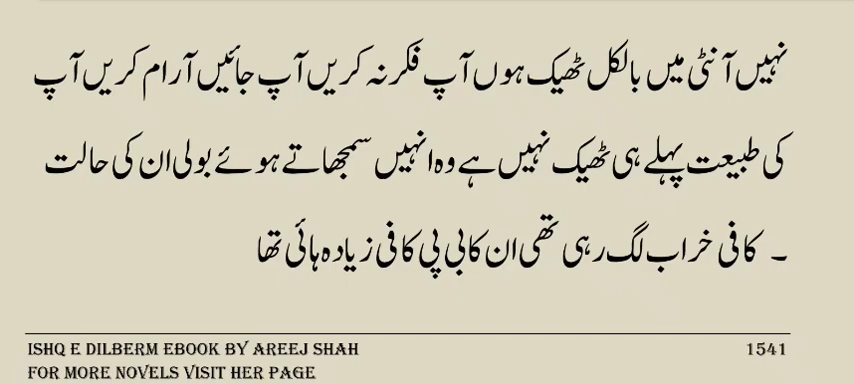 نہیں آنٹی میں بالکل ٹھیک ہوں آپ فکر نہ کریں آپ جائیں آرام کریں آپ
کی طبیعت پہلے ہی ٹھیک نہیں ہے وہ انہیں سمجھاتے ہوئے بولی ان کی حالت
۔ کافی خراب لگ رہی تھی ان کا بی پی کافی زیادہ ہائی تھا
ISHQ E DILBERM EBOOK BY AREEJ SHAH 1541
FOR MORE NOVELS VISIT HER PAGE